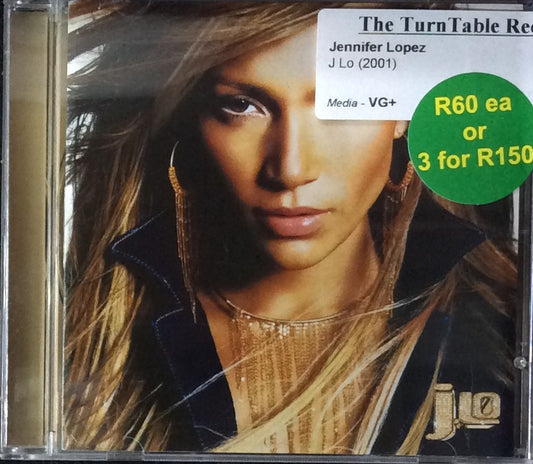 The TurnTable Rec
Jennifer Lopez
J Lo (2001)
Media - VG+
R60 ea
or
3 for R150
j.lo